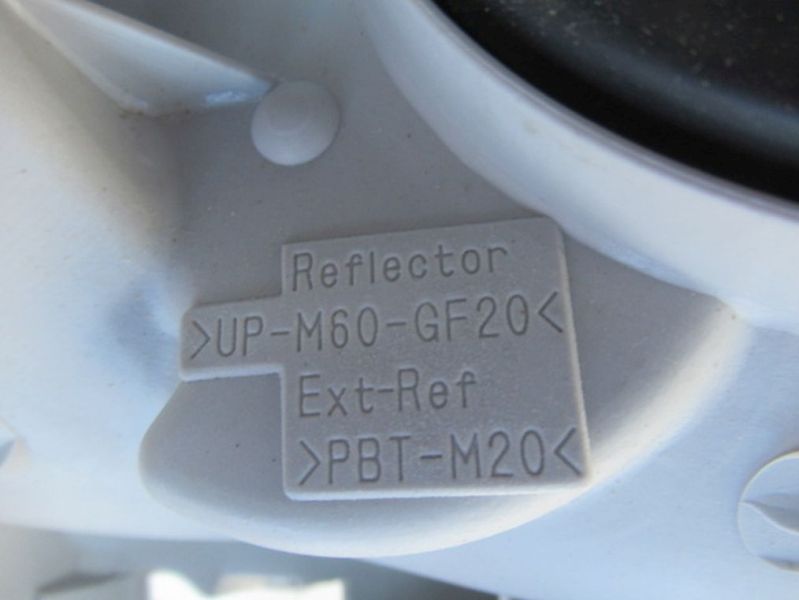 Reflector
>UP-M60-GF20<
Ext-Ref
>PBT-M20<